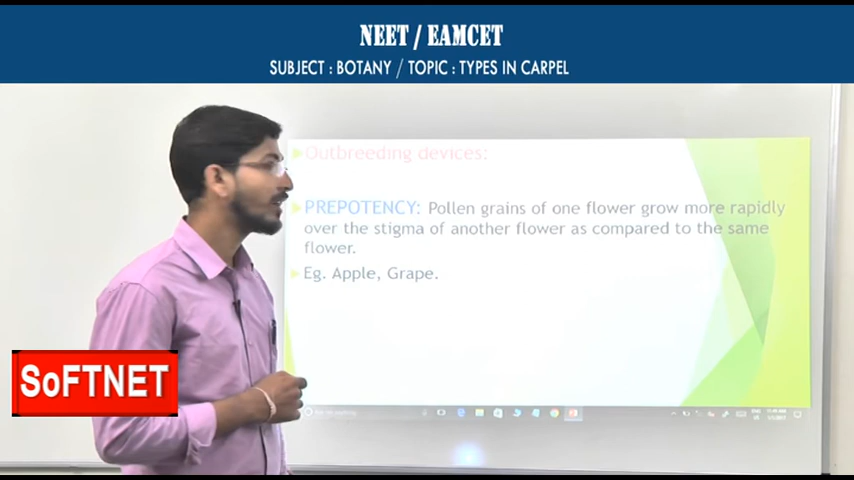 NEET / EAMCET
SUBJECT : BOTANY / TOPIC : TYPES IN CARPEL
Outbreeding devices:
PREPOTENCY: Pollen grains of one flower grow more rapidly
over the stigma of another flower as compared to the same
flower.
Eg. Apple, Grape.
SoFTNET